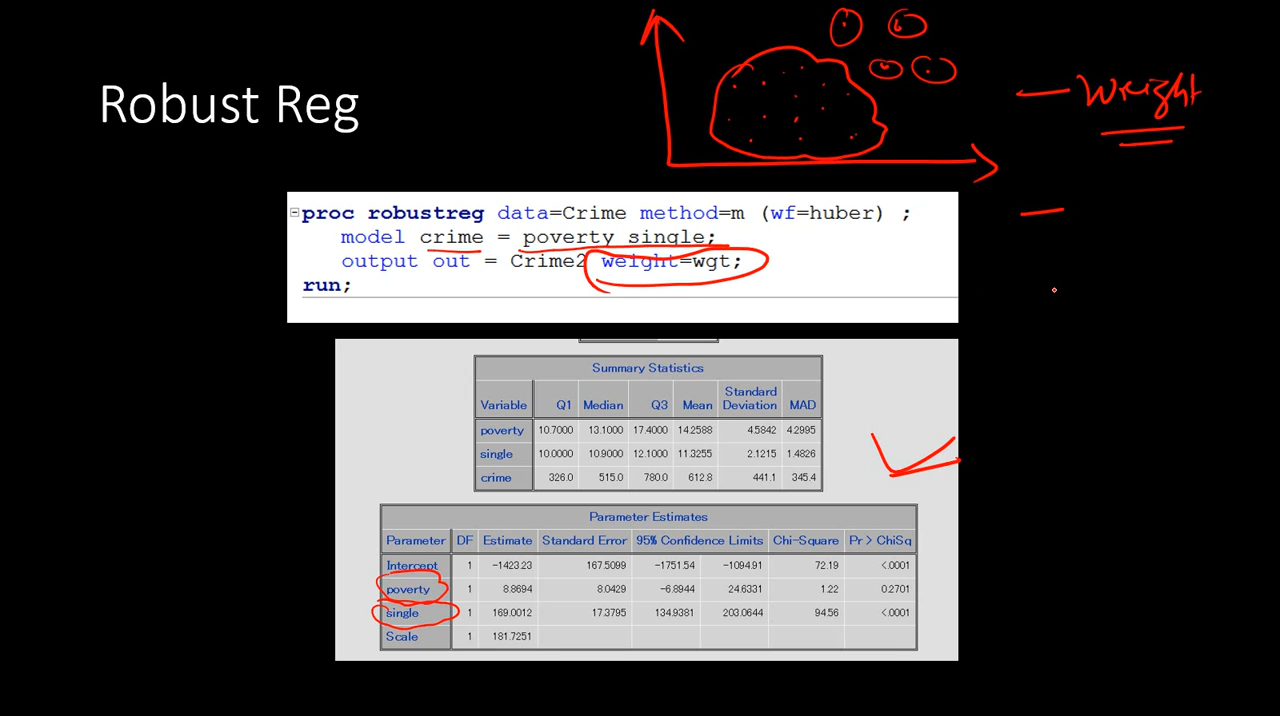 Robust Reg
Weight
proc robustreg data=Crime method=m (wf=huber) ;
model crime = poverty single;
output out = Crime2 weight=wgt;
run;
Summary Statistics
Variable Q1 Median Q3 Mean Standard Deviation MAD
poverty 10.7000 13.1000 17.4000 14.2588 4.5842 4.2995
single 10.0000 10.9000 12.1000 11.3255 2.1215 1.4826
crime 326.0 515.0 780.0 612.8 441.1 345.4
Parameter Estimates
Parameter DF Estimate Standard Error 95% Confidence Limits Chi-Square Pr > ChiSq
Intercept 1 -1423.23 167.5099 -1751.54 -1094.91 72.19 <.0001
poverty 1 8.8694 8.0429 -6.8944 24.6331 1.22 0.2701
single 1 169.0012 17.3795 134.9381 203.0644 94.56 <.0001
Scale 1 181.7251